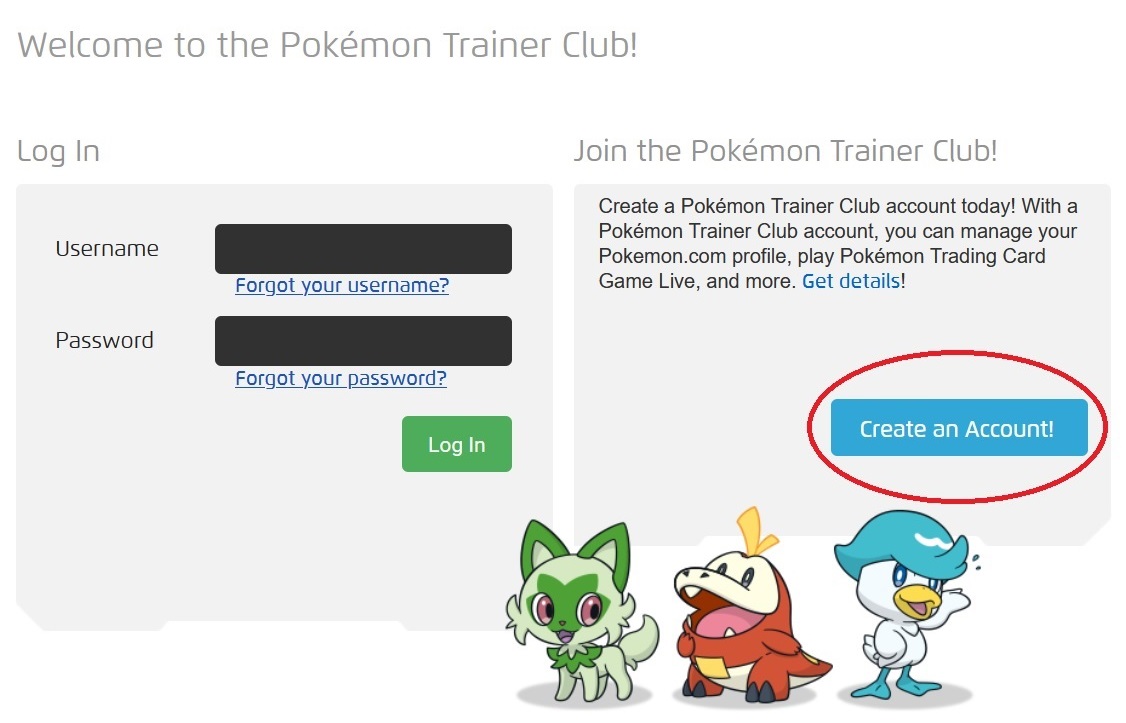 Welcome to the Pokémon Trainer Club!
Log In
Username
Forgot your username?
Password
Forgot your password?
Log In
Join the Pokémon Trainer Club!
Create a Pokémon Trainer Club account today! With a
Pokémon Trainer Club account, you can manage your
Pokemon.com profile, play Pokémon Trading Card
Game Live, and more. Get details!
Create an Account!